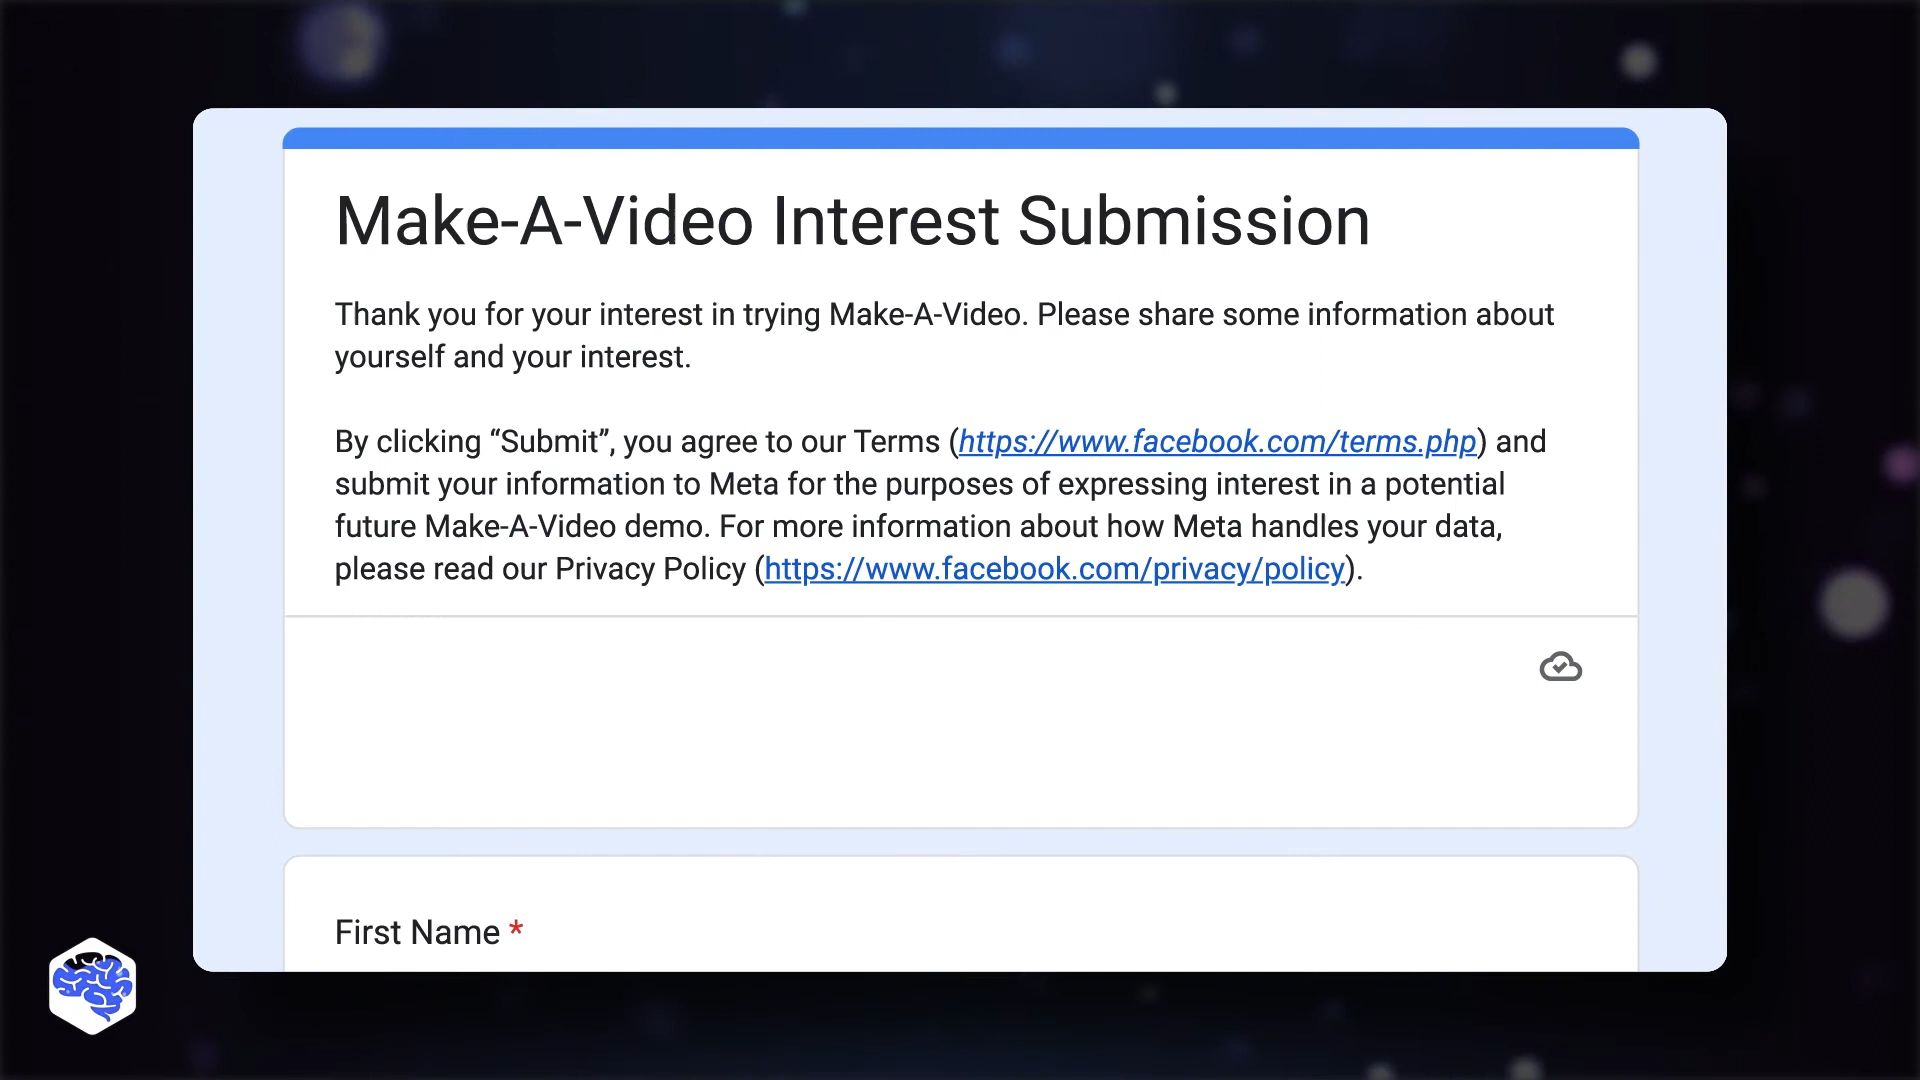 Make-A-Video Interest Submission
Thank you for your interest in trying Make-A-Video. Please share some information about
yourself and your interest.
By clicking “Submit”, you agree to our Terms (https://www.facebook.com/terms.php) and
submit your information to Meta for the purposes of expressing interest in a potential
future Make-A-Video demo. For more information about how Meta handles your data,
please read our Privacy Policy (https://www.facebook.com/privacy/policy).
First Name *